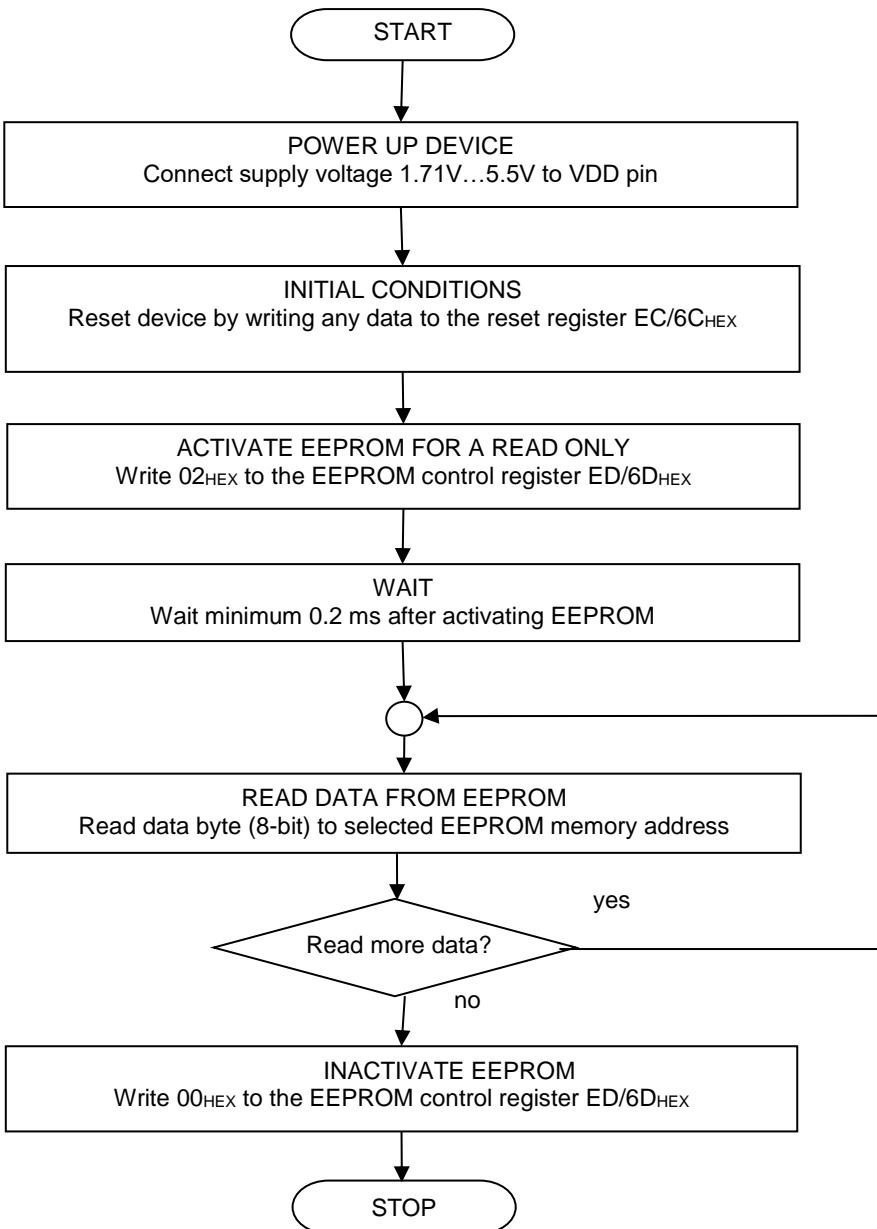 START
POWER UP DEVICE
Connect supply voltage 1.71V…5.5V to VDD pin
INITIAL CONDITIONS
Reset device by writing any data to the reset register EC/6CHEX
ACTIVATE EEPROM FOR A READ ONLY
Write 02HEX to the EEPROM control register ED/6DHEX
WAIT
Wait minimum 0.2 ms after activating EEPROM
READ DATA FROM EEPROM
Read data byte (8-bit) to selected EEPROM memory address
yes
Read more data?
no
INACTIVATE EEPROM
Write 00HEX to the EEPROM control register ED/6DHEX
STOP